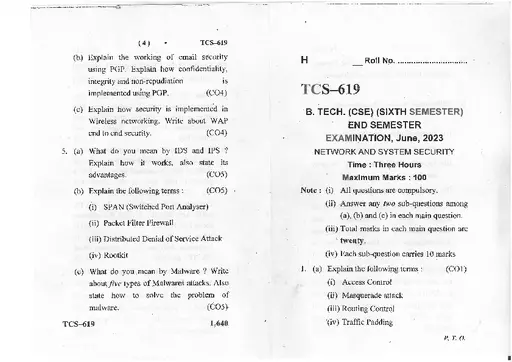 ( 4 ) TCS–619
(b) Explain the working of email security
using PGP. Explain how confidentiality,
integrity and non-repudiation is
implemented using PGP. (CO4)
(c) Explain how security is implemented in
Wireless networking. Write about WAP
end to end security. (CO4)
5. (a) What do you mean by IDS and IPS ?
Explain how it works, also state its
advantages. (CO5)
(b) Explain the following terms : (CO5)
(i) SPAN (Switched Port Analyser)
(ii) Packet Filter Firewall
(iii) Distributed Denial of Service Attack
(iv) Rootkit
(c) What do you mean by Malware ? Write
about five types of Malwares attacks. Also
state how to solve the problem of
malware. (CO5)
TCS–619 1,640
H Roll No. ..............................
TCS–619
B. TECH. (CSE) (SIXTH SEMESTER)
END SEMESTER
EXAMINATION, June, 2023
NETWORK AND SYSTEM SECURITY
Time : Three Hours
Maximum Marks : 100
Note : (i) All questions are compulsory.
(ii) Answer any two sub-questions among
(a), (b) and (c) in each main question.
(iii) Total marks in each main question are
twenty.
(iv) Each sub-question carries 10 marks
1. (a) Explain the following terms : (CO1)
(i) Access Control
(ii) Masquerade attack
(iii) Routing Control
(iv) Traffic Padding
P. T. O.